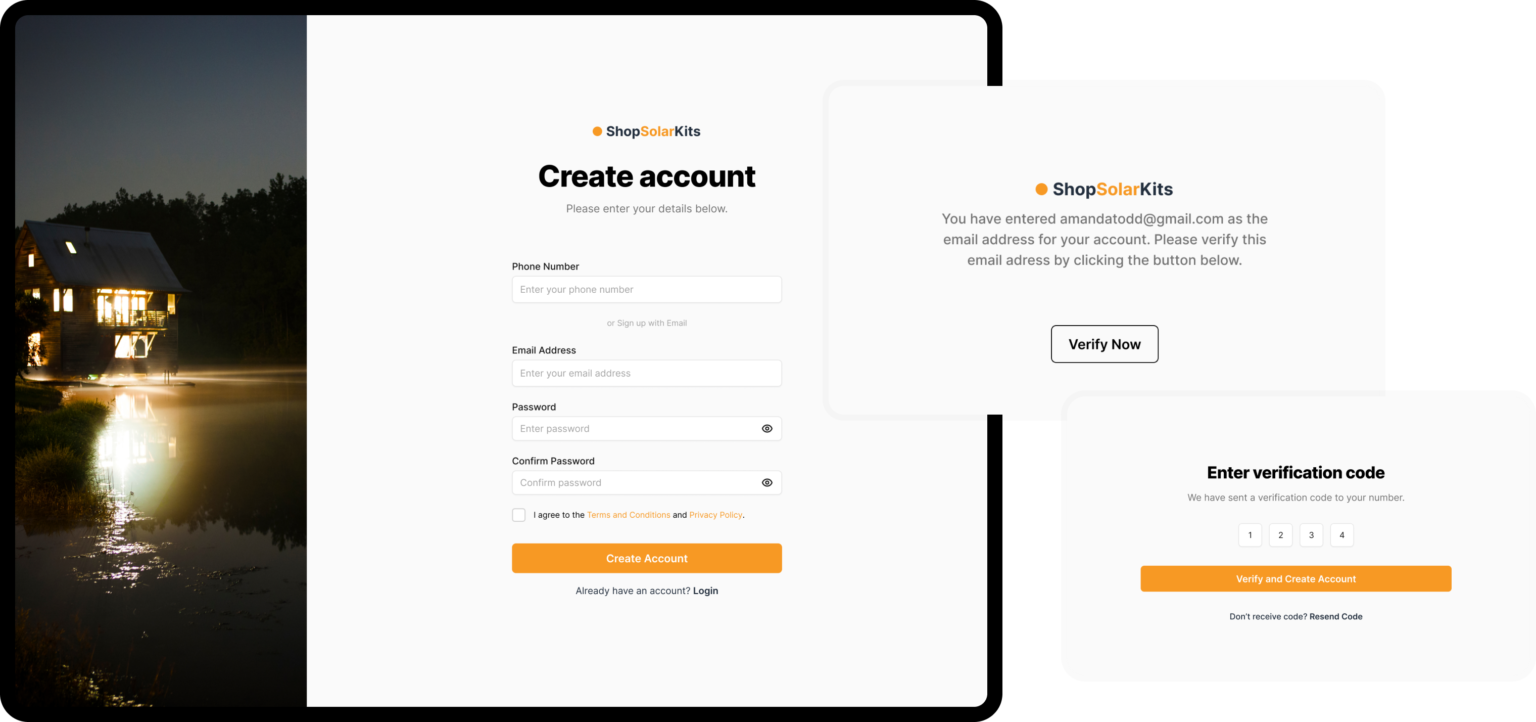 ShopSolarKits
Create account
Please enter your details below.
Phone Number
Enter your phone number
or Sign up with Email
Email Address
Enter your email address
Password
Enter password
Confirm Password
Confirm password
I agree to the Terms and Conditions and Privacy Policy.
Create Account
Already have an account? Login
ShopSolarKits
You have entered amandatodd@gmail.com as the
email address for your account. Please verify this
email adress by clicking the button below.
Verify Now
Enter verification code
We have sent a verification code to your number.
1 2 3 4
Verify and Create Account
Don't receive code? Resend Code